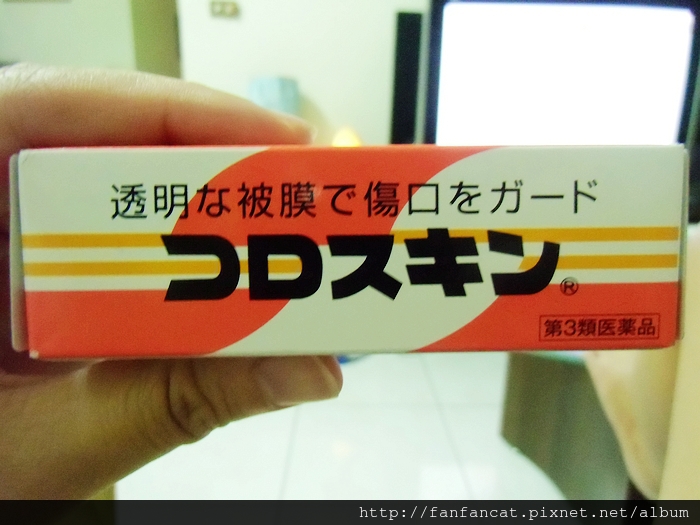 透明な被膜で傷口をガード
コロスキン®
第3類医薬品
http://fanfancat.pixnet.net/album